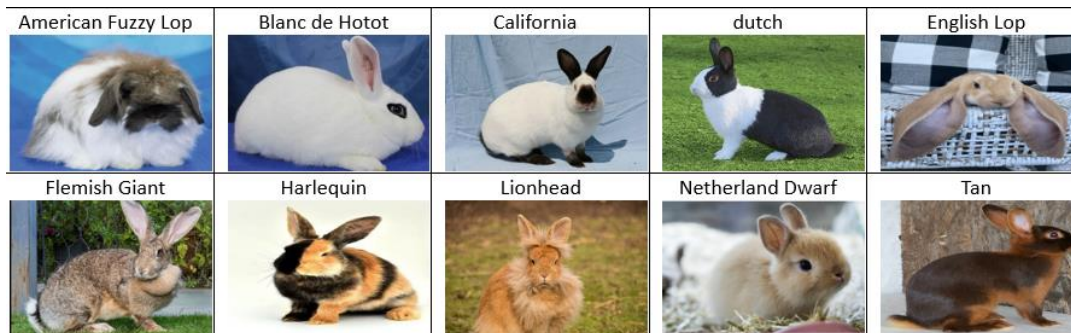 American Fuzzy Lop
Blanc de Hotot
California
dutch
English Lop
Flemish Giant
Harlequin
Lionhead
Netherland Dwarf
Tan